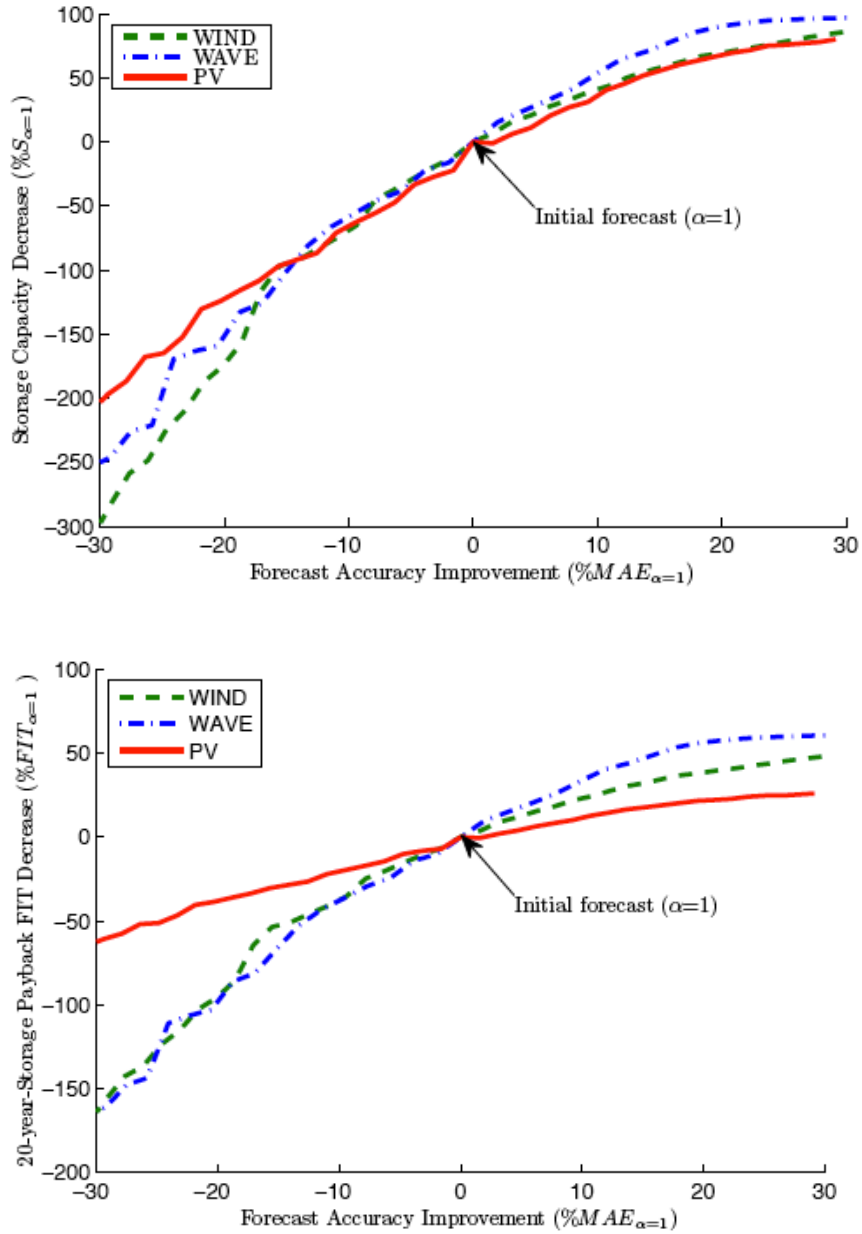 100
50
0
−50
−100
−150
−200
−250
−300
Storage Capacity Decrease (%S_{α=1})
WIND
WAVE
PV
Initial forecast (α=1)
−30 −20 −10 0 10 20 30
Forecast Accuracy Improvement (%MAE_{α=1})
100
50
0
−50
−100
−150
−200
20-year-Storage Payback FIT Decrease (%FIT_{α=1})
WIND
WAVE
PV
Initial forecast (α=1)
−30 −20 −10 0 10 20 30
Forecast Accuracy Improvement (%MAE_{α=1})